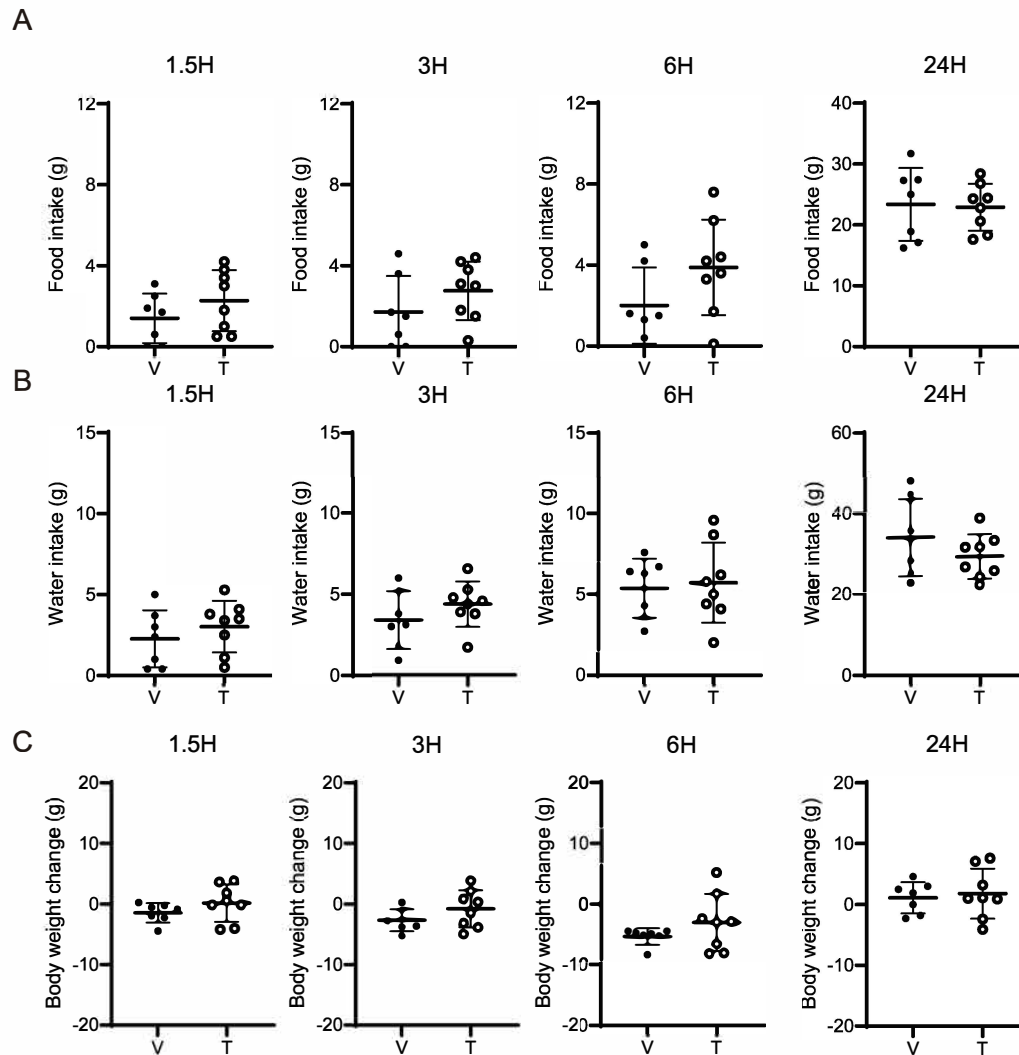 A
1.5H 3H 6H 24H
Food intake (g) 12 8 4 0 V T
Food intake (g) 12 8 4 0 V T
Food intake (g) 12 8 4 0 V T
Food intake (g) 40 30 20 10 0 V T
B
1.5H 3H 6H 24H
Water intake (g) 15 10 5 0 V T
Water intake (g) 15 10 5 0 V T
Water intake (g) 15 10 5 0 V T
Water intake (g) 60 40 20 0 V T
C
1.5H 3H 6H 24H
Body weight change (g) 20 10 0 -10 -20 V T
Body weight change (g) 20 10 0 -10 -20 V T
Body weight change (g) 20 10 0 -10 -20 V T
Body weight change (g) 20 10 0 -10 -20 V T